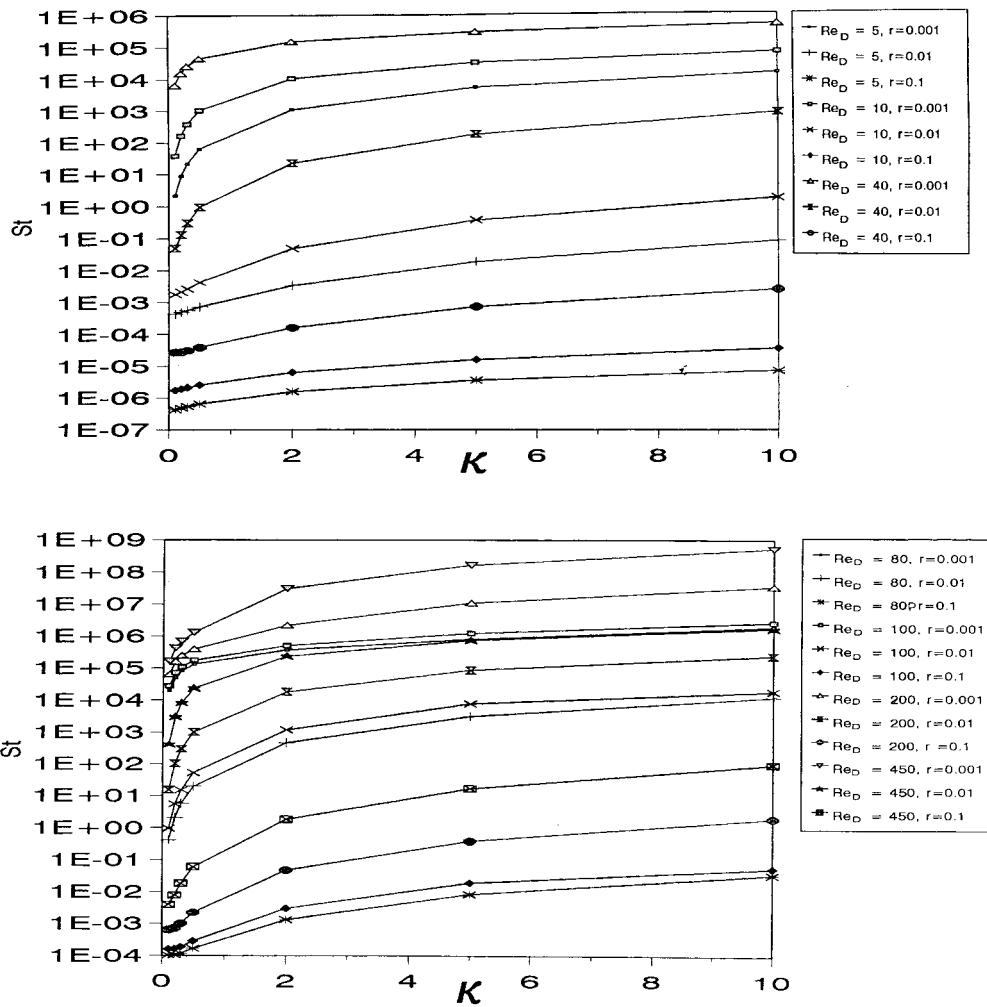 1E+06
1E+05
1E+04
1E+03
1E+02
1E+01
1E+00
1E-01
1E-02
1E-03
1E-04
1E-05
1E-06
1E-07
St
0 2 4 6 8 10
K
Re_D = 5, r=0.001
Re_D = 5, r=0.01
Re_D = 5, r=0.1
Re_D = 10, r=0.001
Re_D = 10, r=0.01
Re_D = 10, r=0.1
Re_D = 40, r=0.001
Re_D = 40, r=0.01
Re_D = 40, r=0.1
1E+09
1E+08
1E+07
1E+06
1E+05
1E+04
1E+03
1E+02
1E+01
1E+00
1E-01
1E-02
1E-03
1E-04
St
0 2 4 6 8 10
K
Re_D = 80, r=0.001
Re_D = 80, r=0.01
Re_D = 80pr=0.1
Re_D = 100, r=0.001
Re_D = 100, r=0.01
Re_D = 100, r=0.1
Re_D = 200, r=0.001
Re_D = 200, r=0.01
Re_D = 200, r=0.1
Re_D = 450, r=0.001
Re_D = 450, r=0.01
Re_D = 450, r=0.1